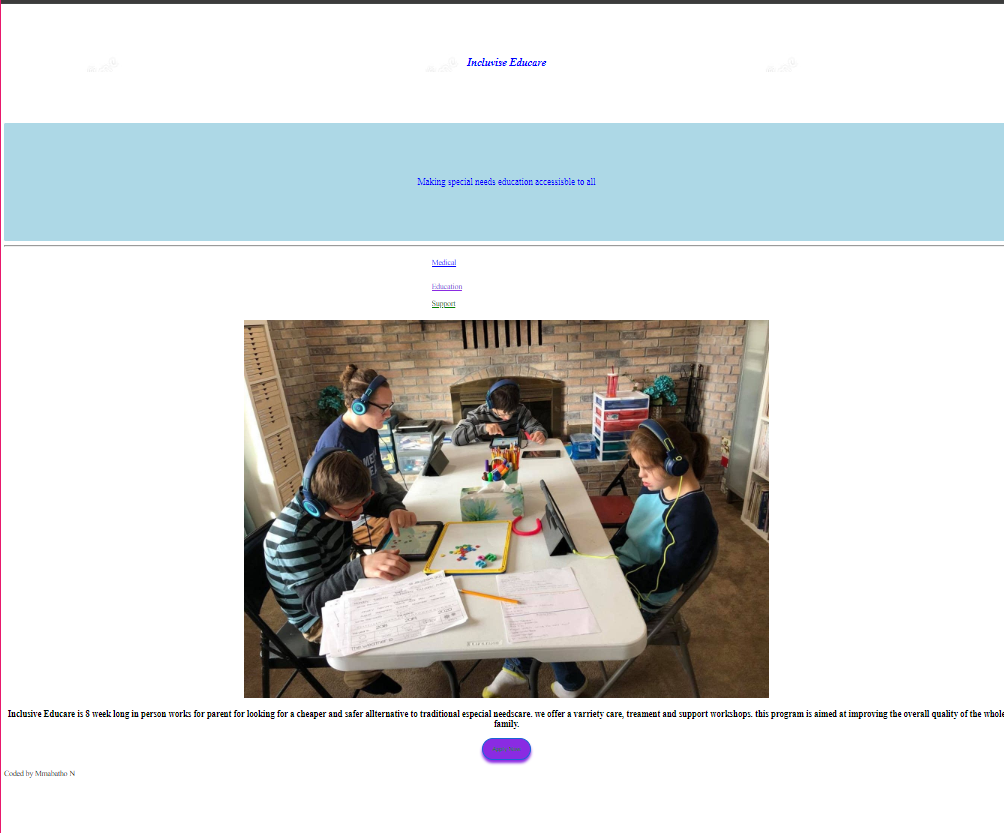 Incluvise Educare
Making special needs education accessisble to all
Medical
Education
Support
Inclusive Educare is 8 week long in person works for parent for looking for a cheaper and safer allternative to traditional especial needscare. we offer a varriety care, treament and support workshops. this program is aimed at improving the overall quality of the whole
family.
Coded by Mmabatho N